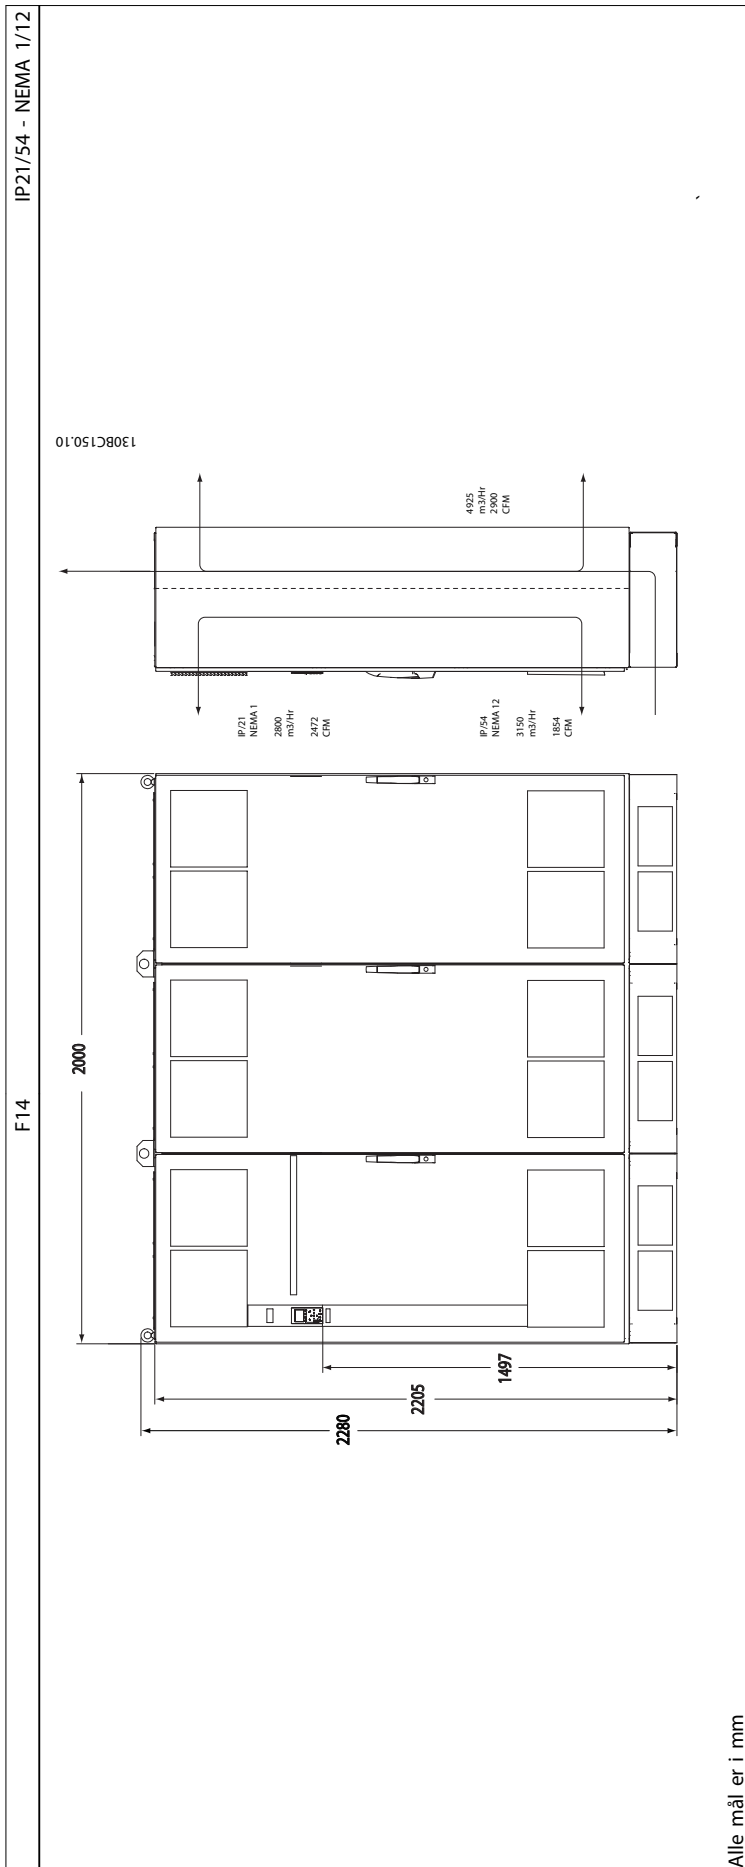 F14
IP21/54 - NEMA 1/12
130BC150.10
IP/21
NEMA 1
2800
m3/Hr
2472
CFM
IP/54
NEMA 12
3150
m3/Hr
1854
CFM
4925
m3/Hr
2900
CFM
2000
2280
2205
1497
Alle mål er i mm